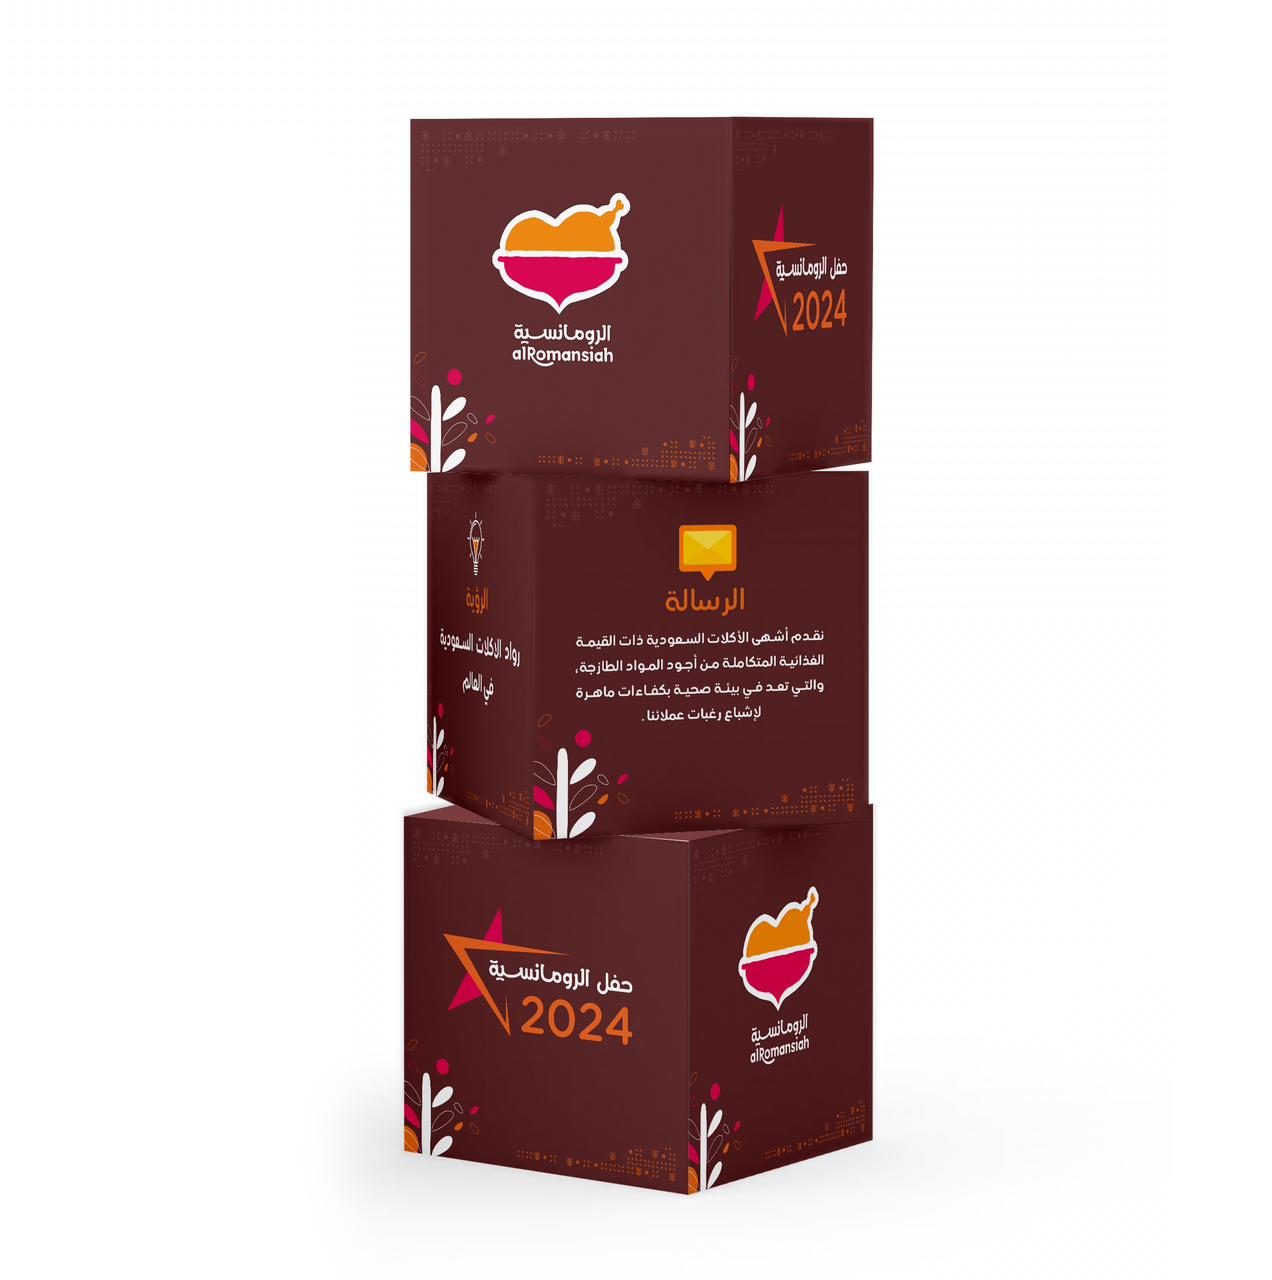 الرومانسية
alRomansiah
حفل الرومانسية
2024
الرسالة
نقدم أشهى الأكلات السعودية ذات القيمة
الغذائية المتكاملة من أجود المواد الطازجة،
والتي تعد في بيئة صحية بكفاءات ماهرة
لإشباع رغبات عملائنا .
الرؤية
رواد الاكلات السعودية
في العالم
حفل الرومانسية
2024
الرومانسية
alRomansiah